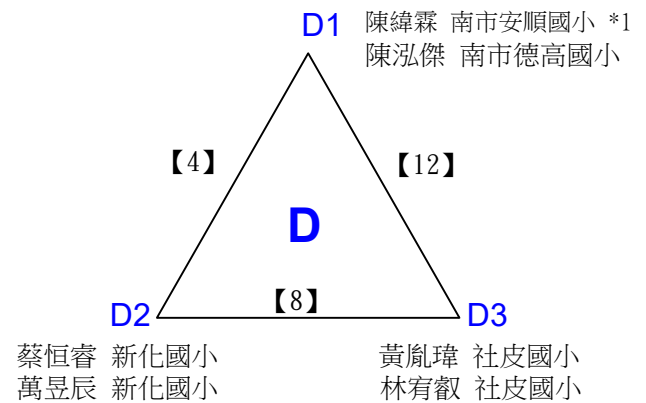 D1 陳緯霖 南市安順國小 *1
陳泓傑 南市德高國小
【4】
【12】
D
【8】
D2
D3
蔡恒睿 新化國小
萬昱辰 新化國小
黃胤瑋 社皮國小
林宥叡 社皮國小